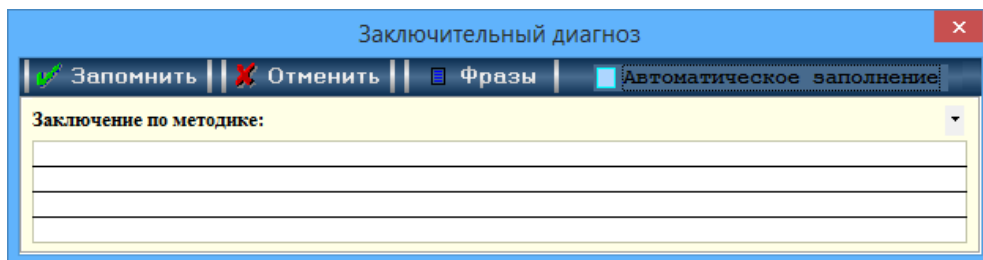 Заключительный диагноз
Запомнить Отменить Фразы Автоматическое заполнение
Заключение по методике: